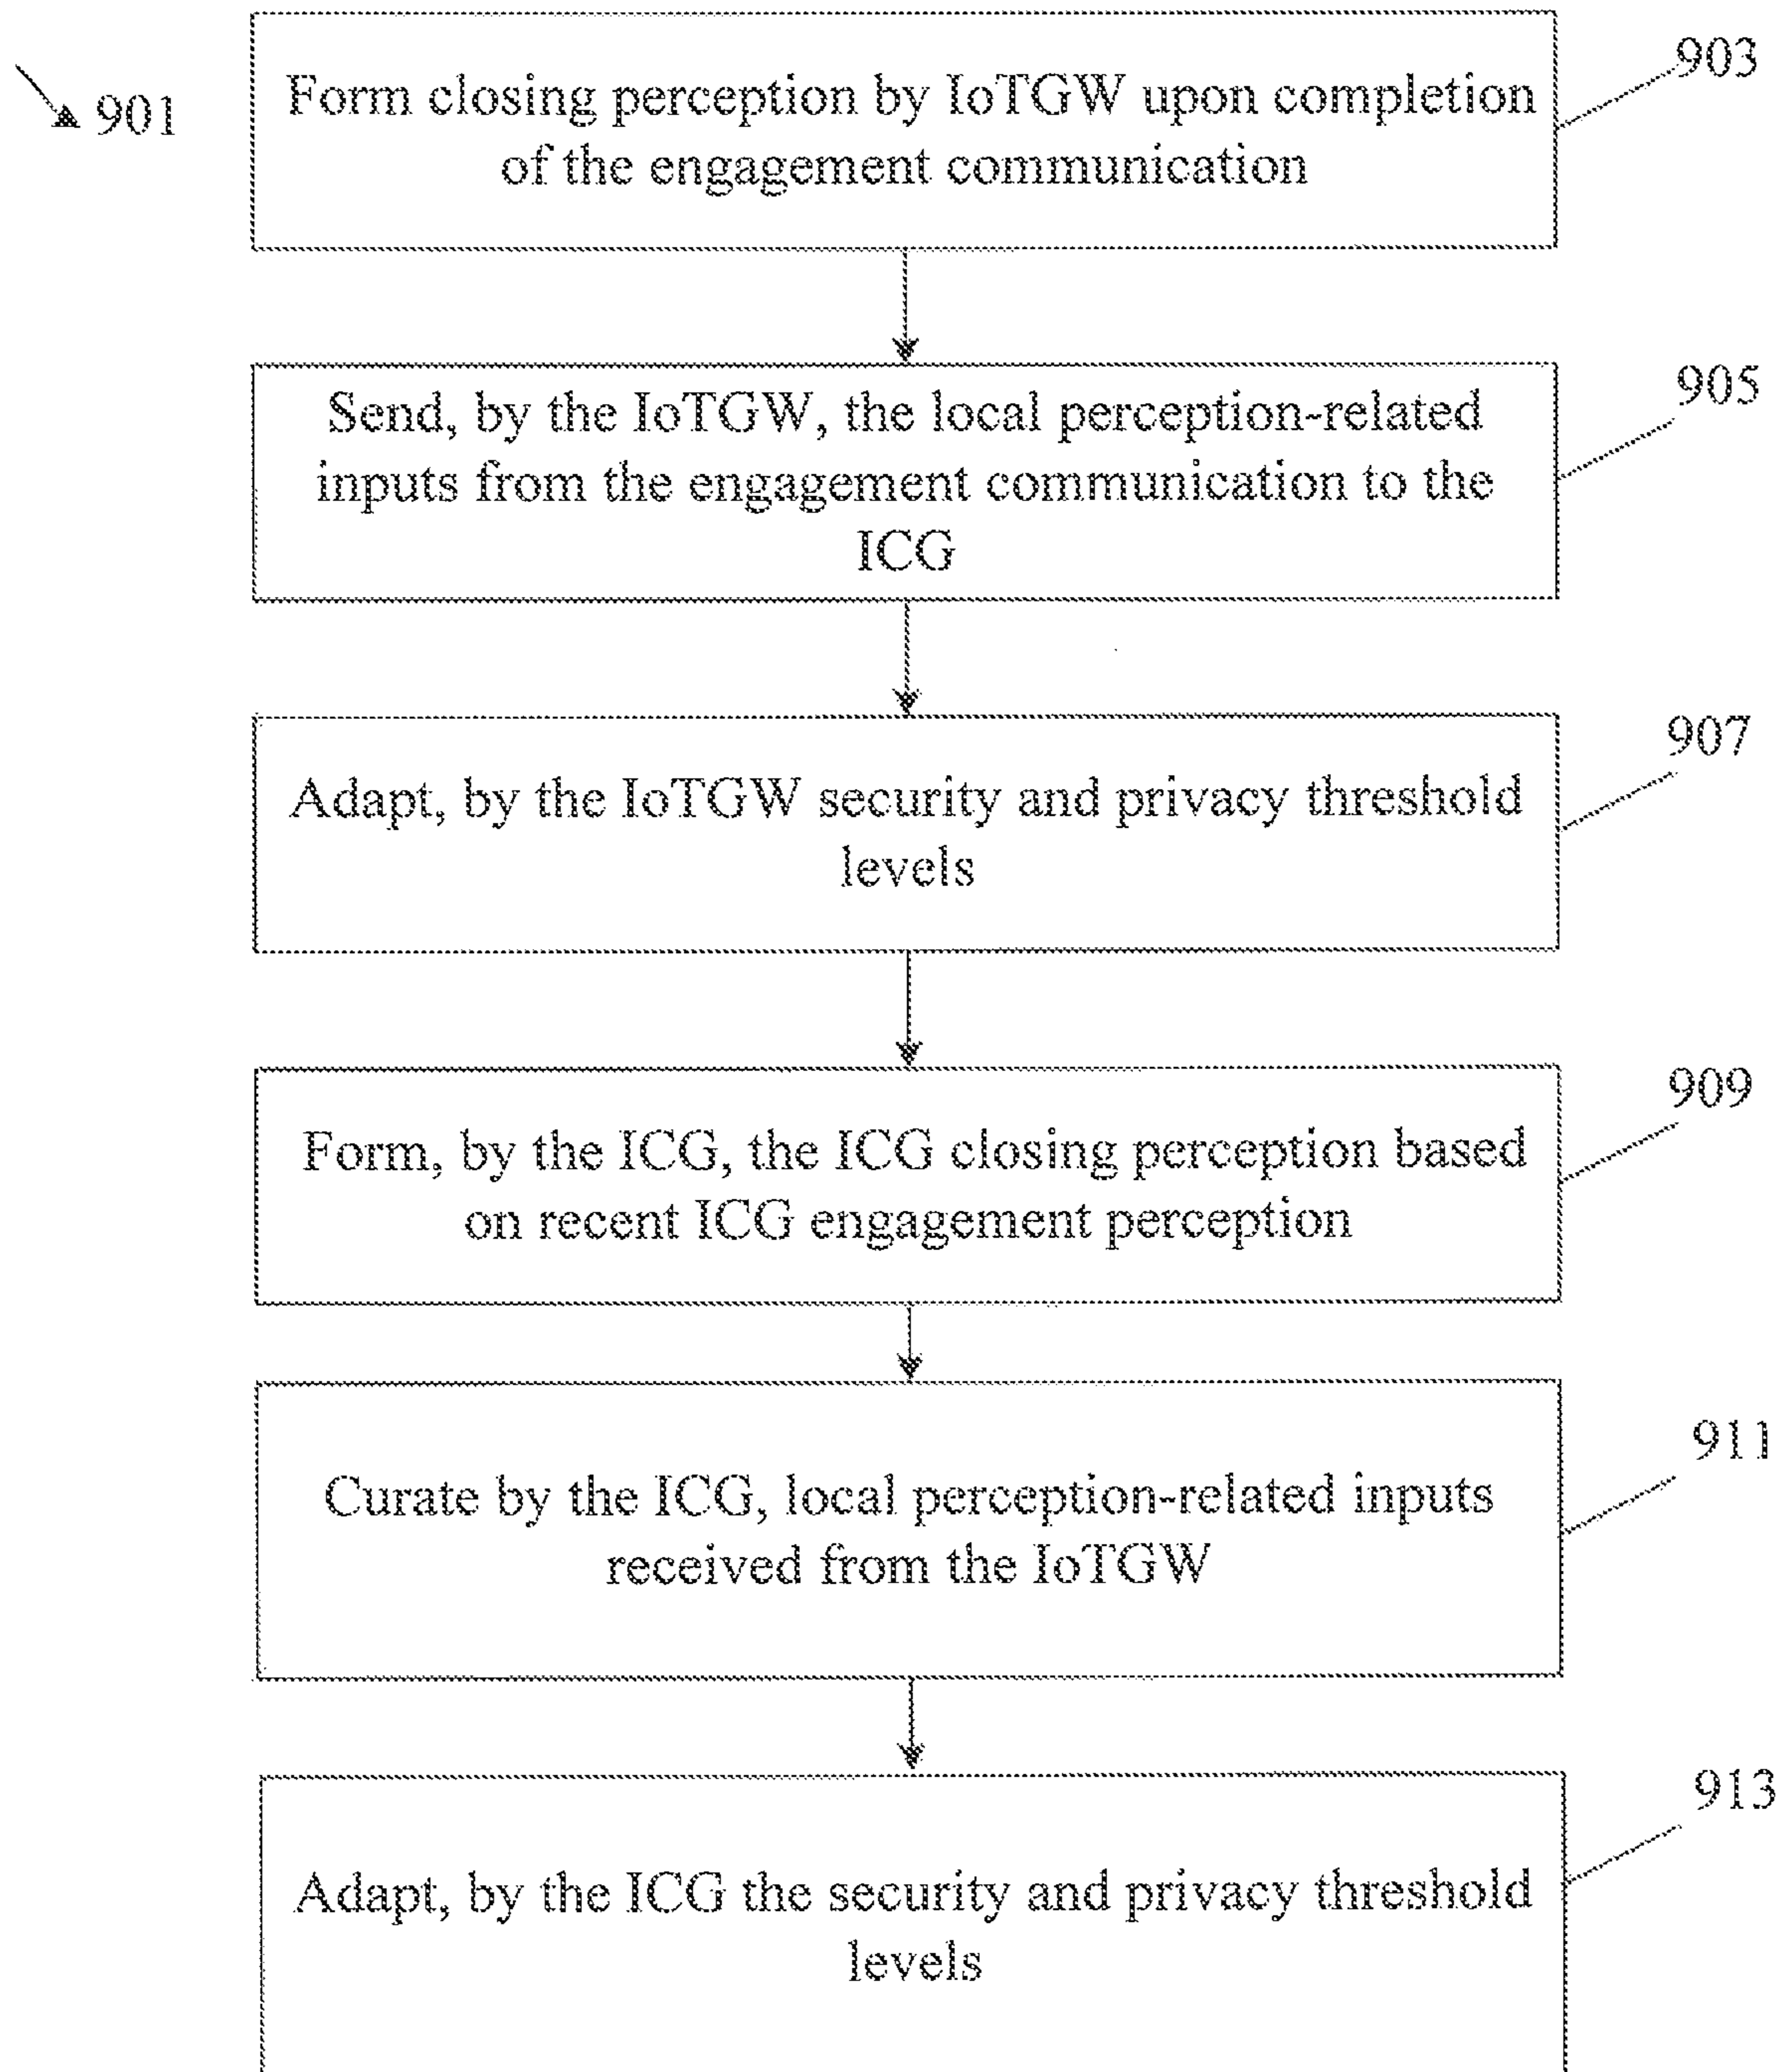 903
901
Form closing perception by IoTGW upon completion
of the engagement communication
905
Send, by the IoTGW, the local perception-related
inputs from the engagement communication to the
ICG
907
Adapt, by the IoTGW security and privacy threshold
levels
909
Form, by the ICG, the ICG closing perception based
on recent ICG engagement perception
911
Curate by the ICG, local perception-related inputs
received from the IoTGW
913
Adapt, by the ICG the security and privacy threshold
levels